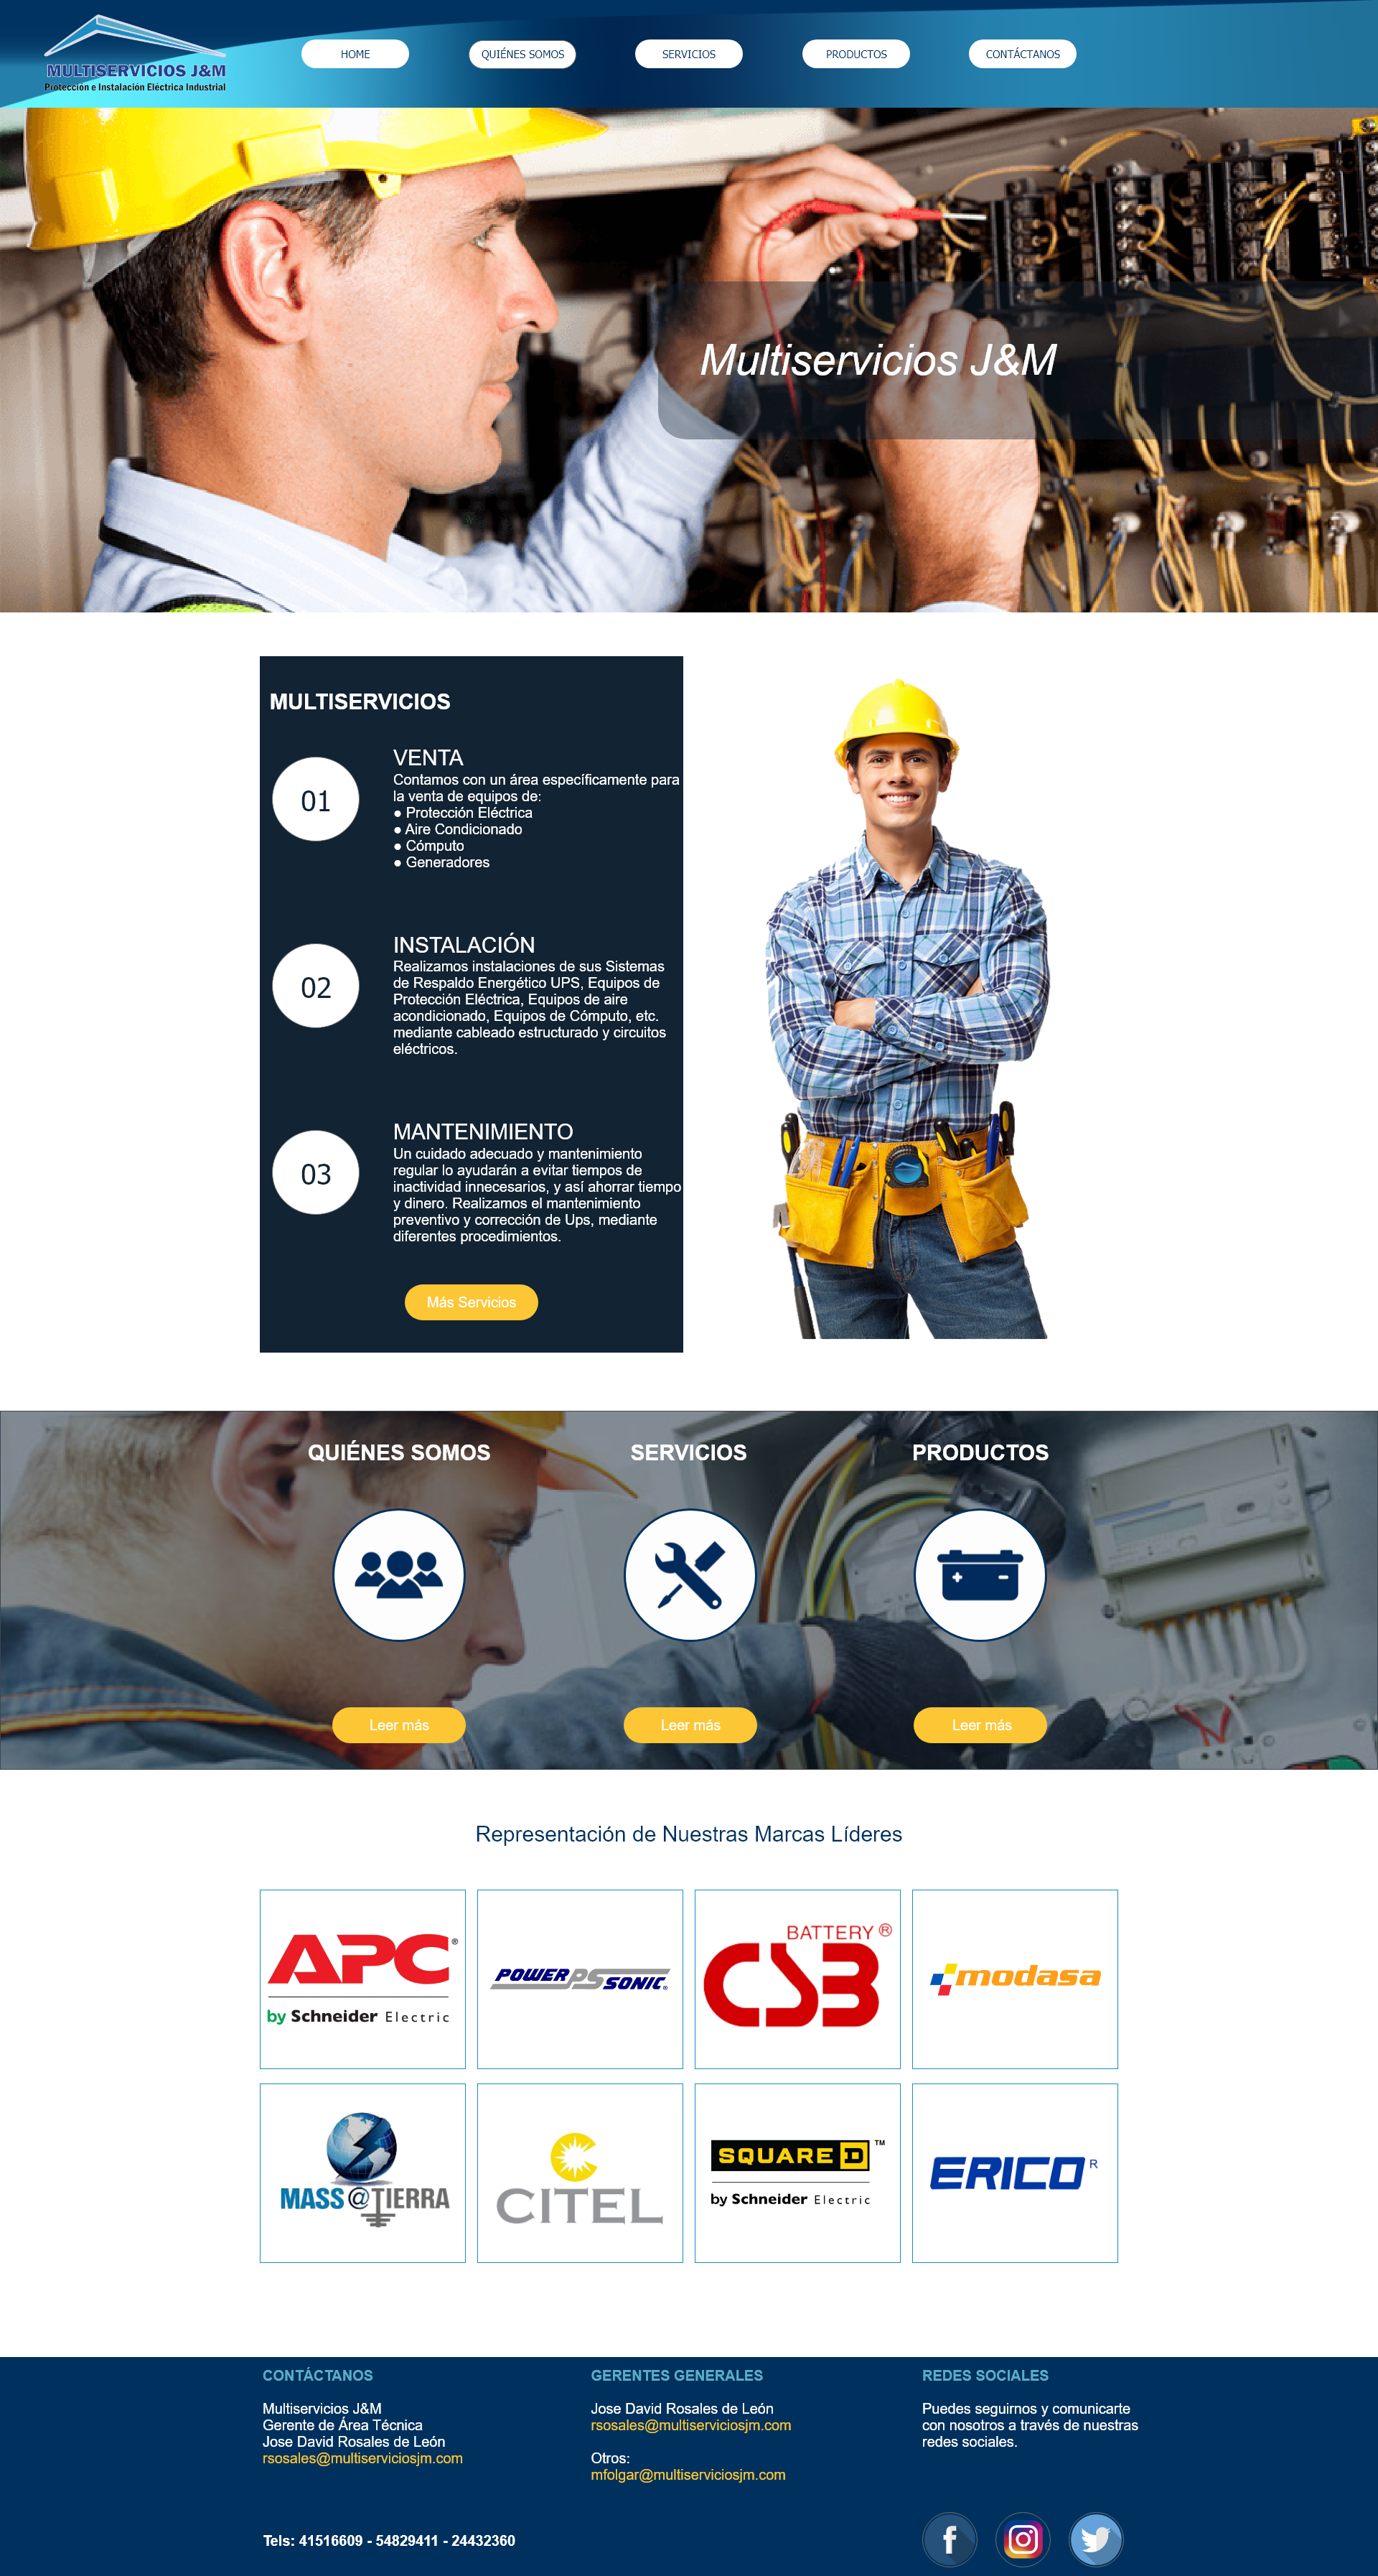 MULTISERVICIOS J&M
Protección e Instalación Eléctrica Industrial
HOME
QUIÉNES SOMOS
SERVICIOS
PRODUCTOS
CONTÁCTANOS
Multiservicios J&M
MULTISERVICIOS
01
VENTA
Contamos con un área específicamente para
la venta de equipos de:
● Protección Eléctrica
● Aire Condicionado
● Cómputo
● Generadores
02
INSTALACIÓN
Realizamos instalaciones de sus Sistemas
de Respaldo Energético UPS, Equipos de
Protección Eléctrica, Equipos de aire
acondicionado, Equipos de Cómputo, etc.
mediante cableado estructurado y circuitos
eléctricos.
03
MANTENIMIENTO
Un cuidado adecuado y mantenimiento
regular lo ayudarán a evitar tiempos de
inactividad innecesarios, y así ahorrar tiempo
y dinero. Realizamos el mantenimiento
preventivo y corrección de Ups, mediante
diferentes procedimientos.
Más Servicios
QUIÉNES SOMOS
SERVICIOS
PRODUCTOS
Leer más
Leer más
Leer más
Representación de Nuestras Marcas Líderes
APC®
by Schneider Electric
POWER PS SONIC®
BATTERY ®
CSB
modasa
MASS@TIERRA
CITEL
SQUARE D ™
by Schneider Electric
ERICO R
CONTÁCTANOS
Multiservicios J&M
Gerente de Área Técnica
Jose David Rosales de León
rsosales@multiserviciosjm.com
Tels: 41516609 - 54829411 - 24432360
GERENTES GENERALES
Jose David Rosales de León
rsosales@multiserviciosjm.com
Otros:
mfolgar@multiserviciosjm.com
REDES SOCIALES
Puedes seguirnos y comunicarte
con nosotros a través de nuestras
redes sociales.